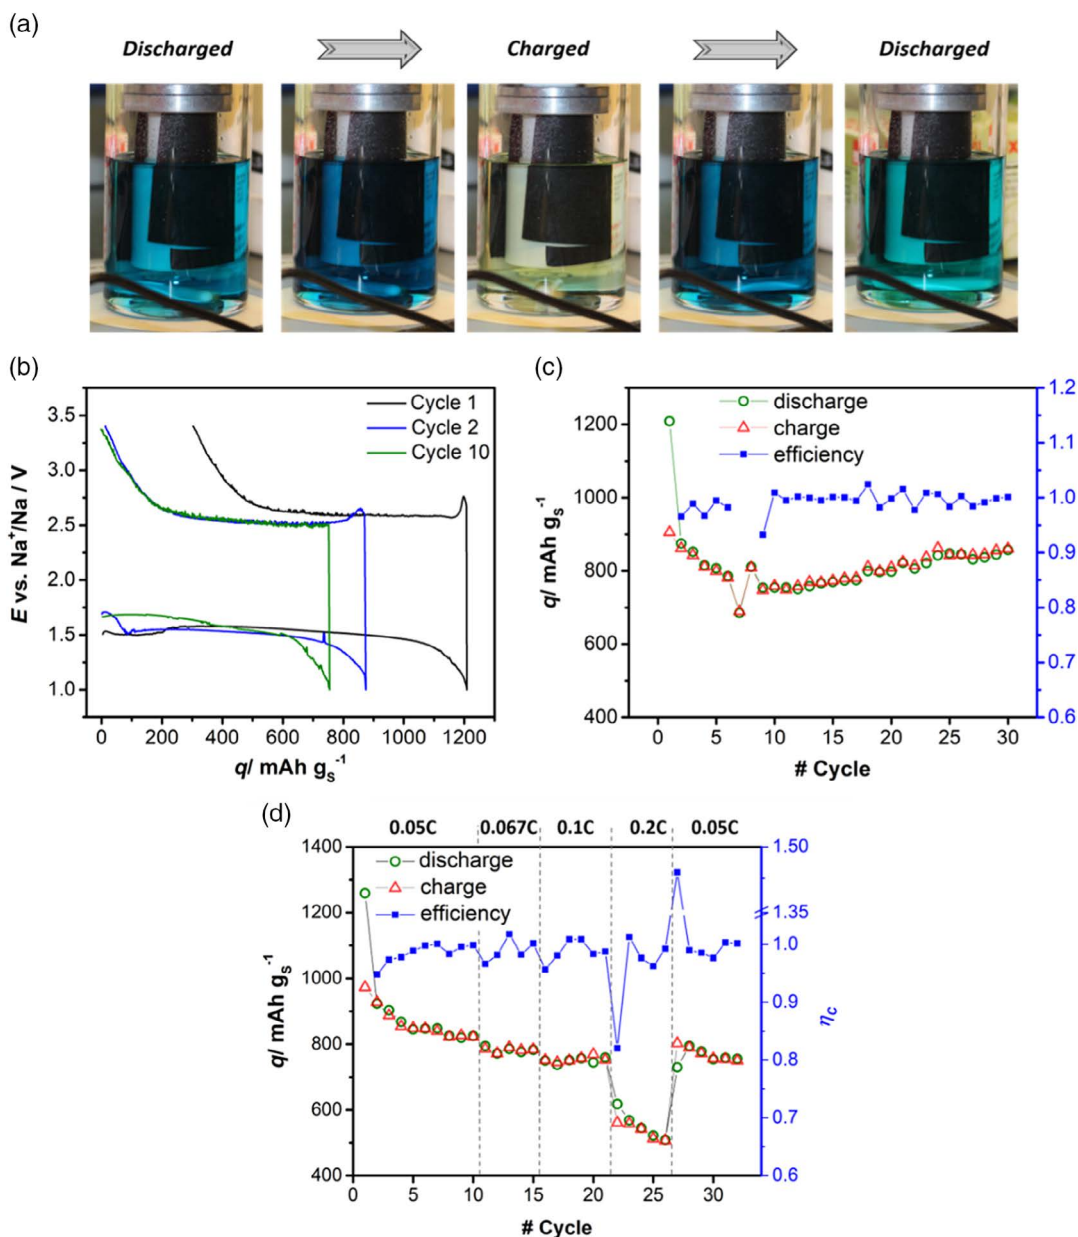 (a)
Discharged
Charged
Discharged
(b)
3.5
3.0
2.5
2.0
1.5
1.0
E vs. Na⁺/Na / V
Cycle 1
Cycle 2
Cycle 10
0 200 400 600 800 1000 1200
q/ mAh gₛ⁻¹
(c)
1200
1000
800
600
400
q/ mAh gₛ⁻¹
discharge
charge
efficiency
1.2
1.1
1.0
0.9
0.8
0.7
0.6
0 5 10 15 20 25 30
# Cycle
(d)
0.05C 0.067C 0.1C 0.2C 0.05C
1400
1200
1000
800
600
400
q/ mAh gₛ⁻¹
discharge
charge
efficiency
1.50
1.35
1.0
0.9
0.8
0.7
0.6
η_c
0 5 10 15 20 25 30
# Cycle